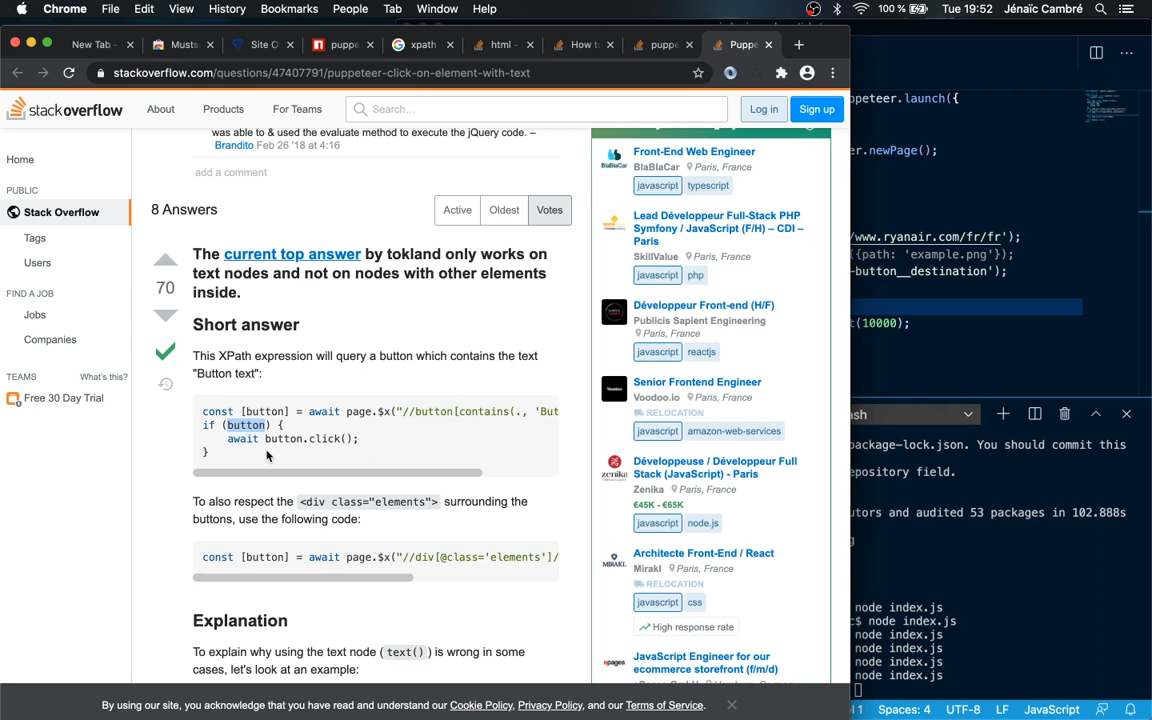 Chrome File Edit View History Bookmarks People Tab Window Help 100 % Tue 19:52 Jénaïc Cambré
New Tab – Musts Site O puppe xpath html - How t puppe Puppe
stackoverflow.com/questions/47407791/puppeteer-click-on-element-with-text
stackoverflow About Products For Teams Search... Log in Sign up
was able to & used the evaluate method to execute the jQuery code. –
Brandito Feb 26 '18 at 4:16
add a comment
Home
PUBLIC
Stack Overflow
Tags
Users
FIND A JOB
Jobs
Companies
TEAMS What's this?
Free 30 Day Trial
8 Answers Active Oldest Votes
70
The current top answer by tokland only works on
text nodes and not on nodes with other elements
inside.
Short answer
This XPath expression will query a button which contains the text
"Button text":
const [button] = await page.$x("//button[contains(., 'But
if (button) {
await button.click();
}
To also respect the <div class="elements"> surrounding the
buttons, use the following code:
const [button] = await page.$x("//div[@class='elements']/
Explanation
To explain why using the text node ( text() ) is wrong in some
cases, let's look at an example:
Front-End Web Engineer
BlaBlaCar
BlaBlaCar Paris, France
javascript typescript
Lead Développeur Full-Stack PHP
Symfony / JavaScript (F/H) – CDI –
Paris
SkillValue Paris, France
javascript php
Développeur Front-end (H/F)
Publicis Sapient Engineering
Paris, France
javascript reactjs
Senior Frontend Engineer
Voodoo
Voodoo.io Paris, France
RELOCATION
javascript amazon-web-services
Développeuse / Développeur Full
Stack (JavaScript) - Paris
zenika
Zenika Paris, France
€45K - €65K
javascript node.js
Architecte Front-End / React
MIRAKL
Mirakl Paris, France
RELOCATION
javascript css
High response rate
JavaScript Engineer for our
ecommerce storefront (f/m/d)
epages
By using our site, you acknowledge that you have read and understand our Cookie Policy, Privacy Policy, and our Terms of Service.
peteer.launch({
er.newPage();
/www.ryanair.com/fr/fr');
({path: 'example.png'});
-button__destination');
t(10000);
ash
package-lock.json. You should commit this
epository field.
utors and audited 53 packages in 102.888s
g
node index.js
c$ node index.js
node index.js
node index.js
node index.js
node index.js
l 1 Spaces: 4 UTF-8 LF JavaScript